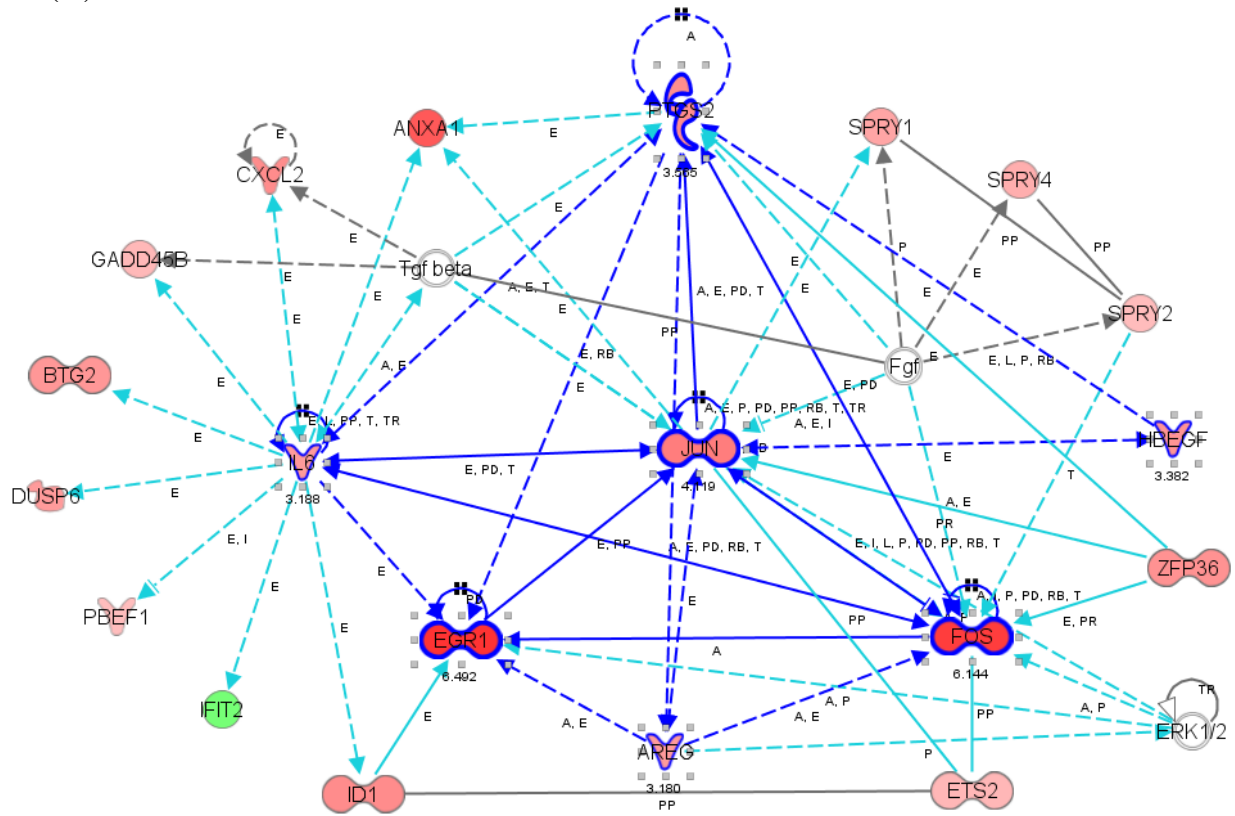 A
PTGS2
3.565
ANXA1
E
SPRY1
E
CXCL2
SPRY4
E
E
P
PP
PP
GADD45B
Tgf beta
E
E
E
E
A, E, T
A, E, PD, T
E
E
E
SPRY2
E
E
PP
E, RB
Fgf
E
E, L, P, RB
A, E
E
E, PD
BTG2
E
A, E, P, PD, PP, RB, T, TR
E, L, PP, T, TR
A, E, I
E
IL6
3.188
JUN
4.119
B
HBEGF
3.382
E, PD, T
E
T
DUSP6
E
A, E
PR
E, I
E, PP
A, E, PD, RB, T
E, I, L, P, PD, PP, RB, T
ZFP36
E
E
E
A, I, P, PD, RB, T
PBEF1
PP
E, PR
EGR1
6.492
FOS
6.144
E
A
IFIT2
E
A, E
A, E
A, P
PP
A, P
TR
ERK1/2
AREG
3.180
P
ID1
PP
ETS2